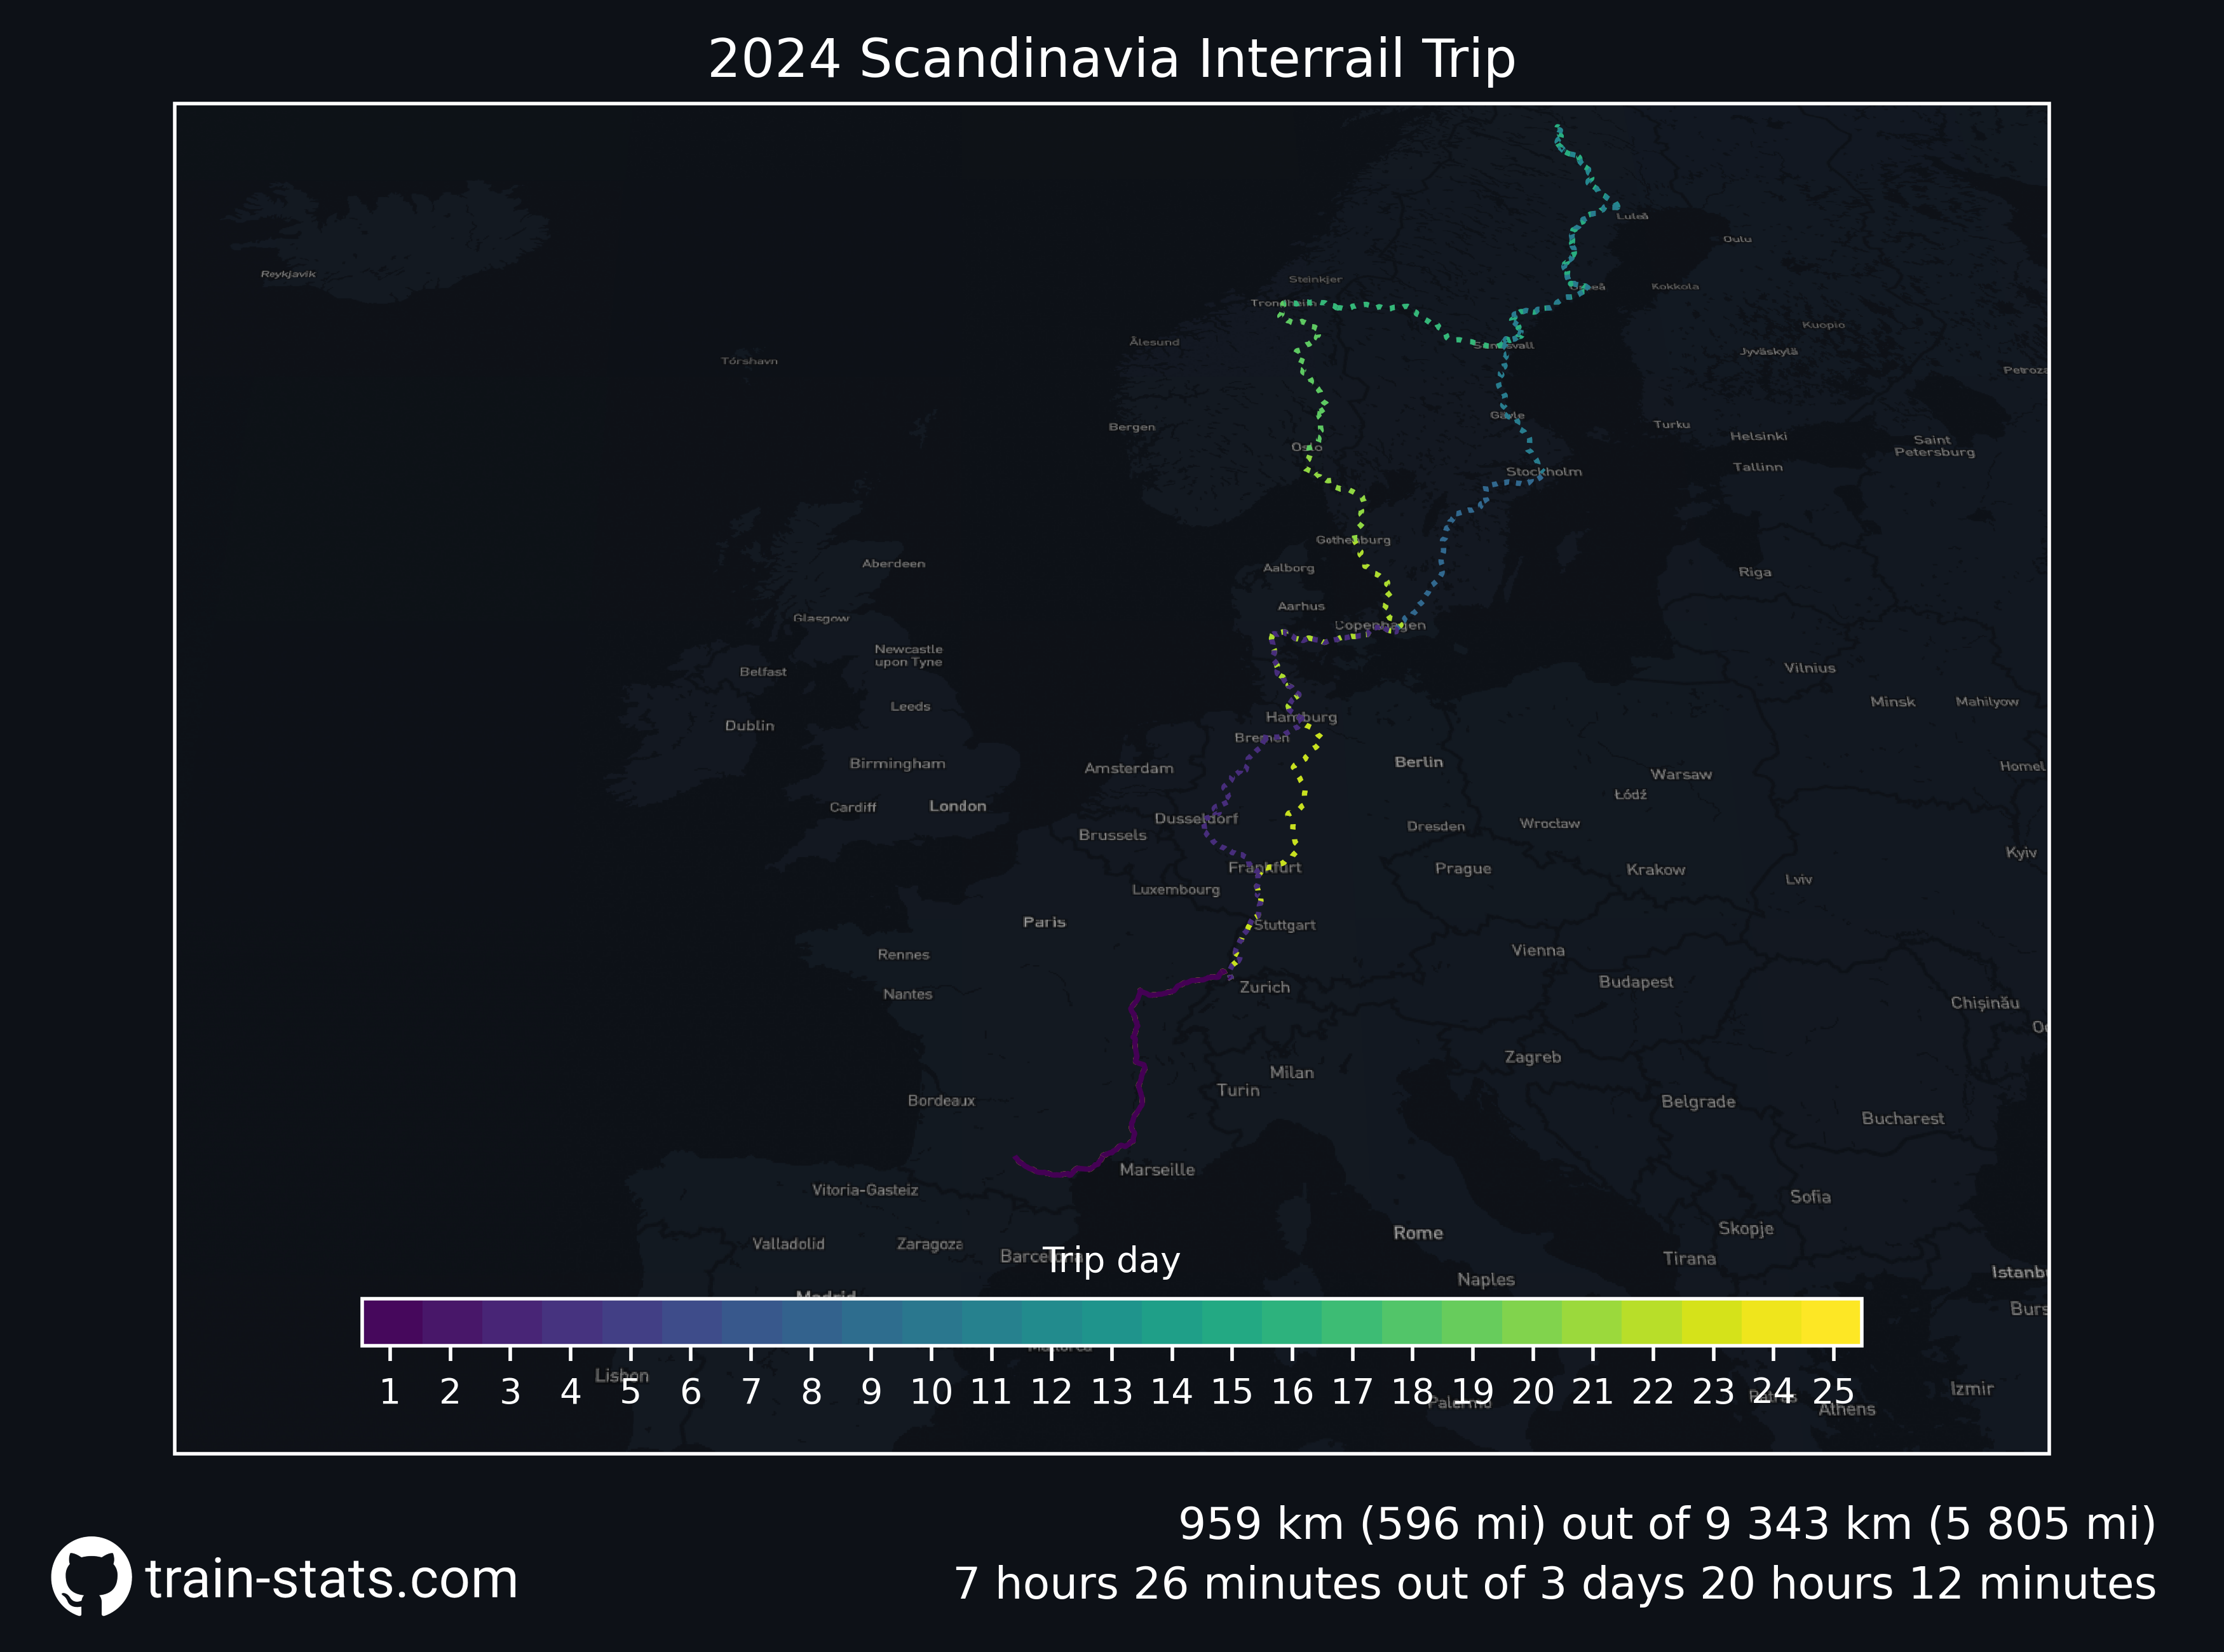 2024 Scandinavia Interrail Trip
Luleå
Oulu
Reykjavik
Steinkjer
Kokkola
Trondheim
Kuopio
Ålesund
Sundsvall
Jyväskylä
Tórshavn
Petroza
Gävle
Bergen
Turku
Helsinki
Saint
Petersburg
Oslo
Tallinn
Stockholm
Gothenburg
Aberdeen
Aalborg
Riga
Aarhus
Glasgow
Copenhagen
Newcastle
upon Tyne
Belfast
Vilnius
Minsk
Mahilyow
Leeds
Hamburg
Dublin
Bremen
Birmingham
Amsterdam
Berlin
Homel
Warsaw
Łódź
Cardiff
London
Dusseldorf
Brussels
Dresden
Wrocław
Kyiv
Frankfurt
Prague
Krakow
Lviv
Luxembourg
Paris
Stuttgart
Rennes
Vienna
Budapest
Nantes
Zurich
Chișinău
Zagreb
Milan
Turin
Bordeaux
Belgrade
Bucharest
Marseille
Vitoria-Gasteiz
Sofia
Skopje
Rome
Valladolid
Zaragoza
Barcelona
Trip day
Tirana
Istanbu
Naples
Madrid
Burs
Mallorca
Lisbon
Izmir
Palermo
Patras
Athens
1 2 3 4 5 6 7 8 9 10 11 12 13 14 15 16 17 18 19 20 21 22 23 24 25
959 km (596 mi) out of 9 343 km (5 805 mi)
train-stats.com
7 hours 26 minutes out of 3 days 20 hours 12 minutes